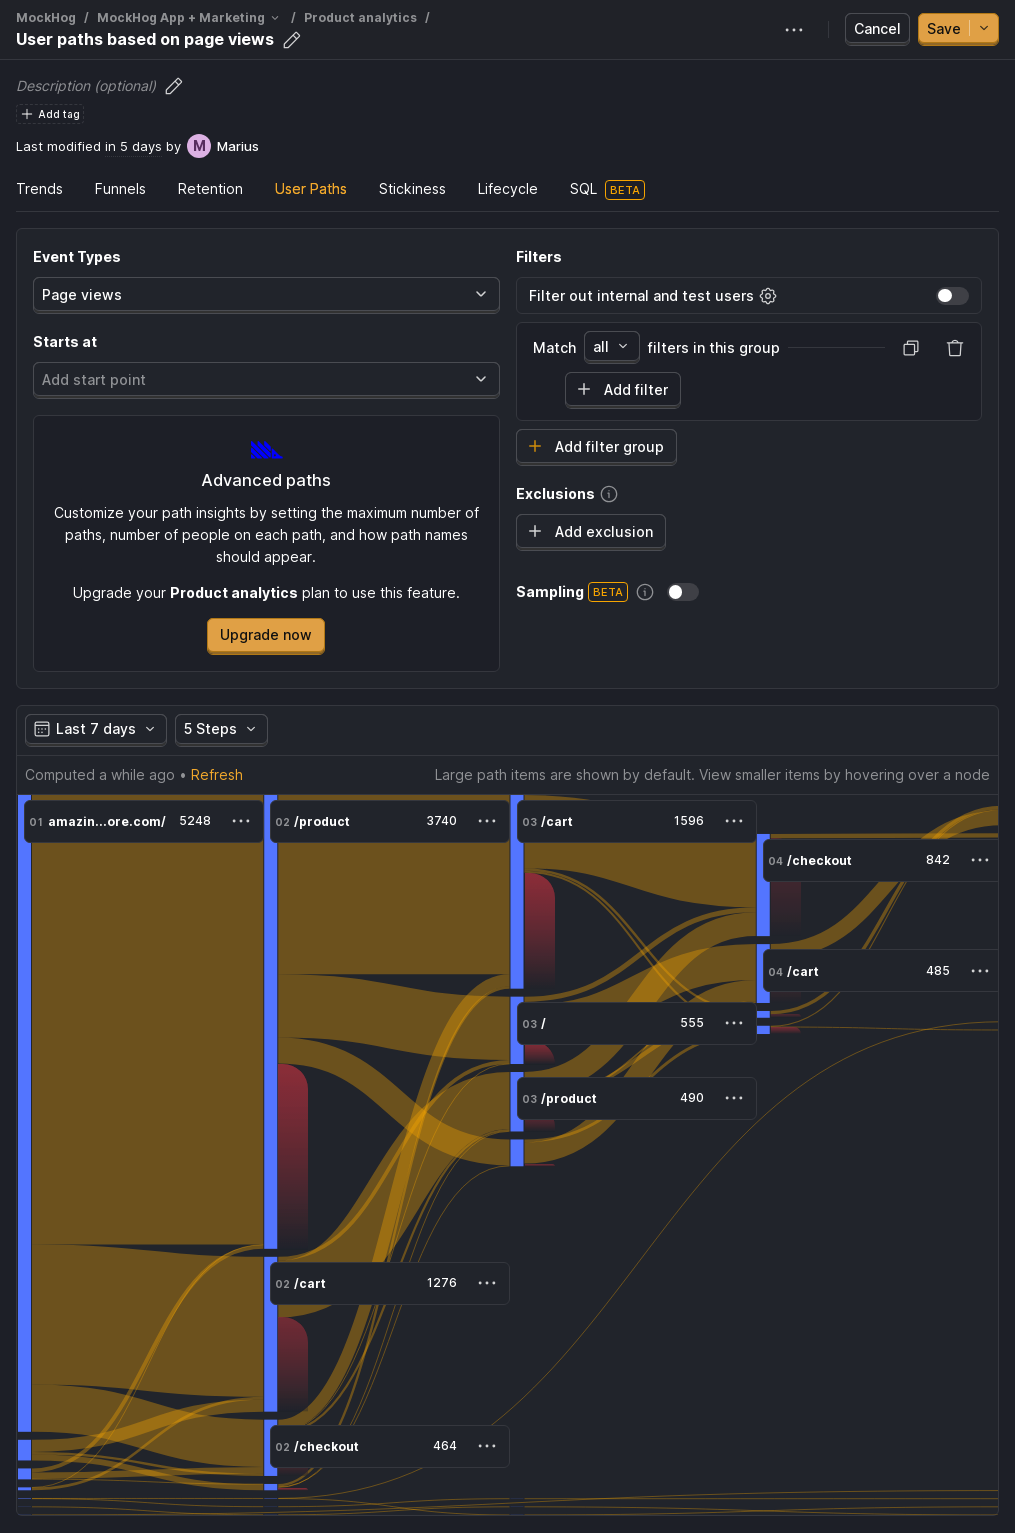 MockHog / MockHog App + Marketing / Product analytics /
User paths based on page views
Cancel
Save
Description (optional)
Add tag
Last modified in 5 days by M Marius
Trends Funnels Retention User Paths Stickiness Lifecycle SQL BETA
Event Types
Page views
Starts at
Add start point
Advanced paths
Customize your path insights by setting the maximum number of
paths, number of people on each path, and how path names
should appear.
Upgrade your Product analytics plan to use this feature.
Upgrade now
Filters
Filter out internal and test users
Match all filters in this group
Add filter
Add filter group
Exclusions
Add exclusion
Sampling BETA
Last 7 days
5 Steps
Computed a while ago • Refresh
Large path items are shown by default. View smaller items by hovering over a node
01 amazin...ore.com/ 5248
02 /product 3740
03 /cart 1596
04 /checkout 842
04 /cart 485
03 / 555
03 /product 490
02 /cart 1276
02 /checkout 464